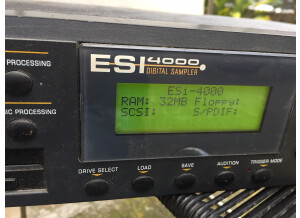 PROCESSING
ESI 4000
DIGITAL SAMPLER
ESi-4000
RAM: 32MB Floppy:
SCSI: S/PDIF:
PROCESSING
DRIVE SELECT LOAD SAVE AUDITION TRIGGER MODE